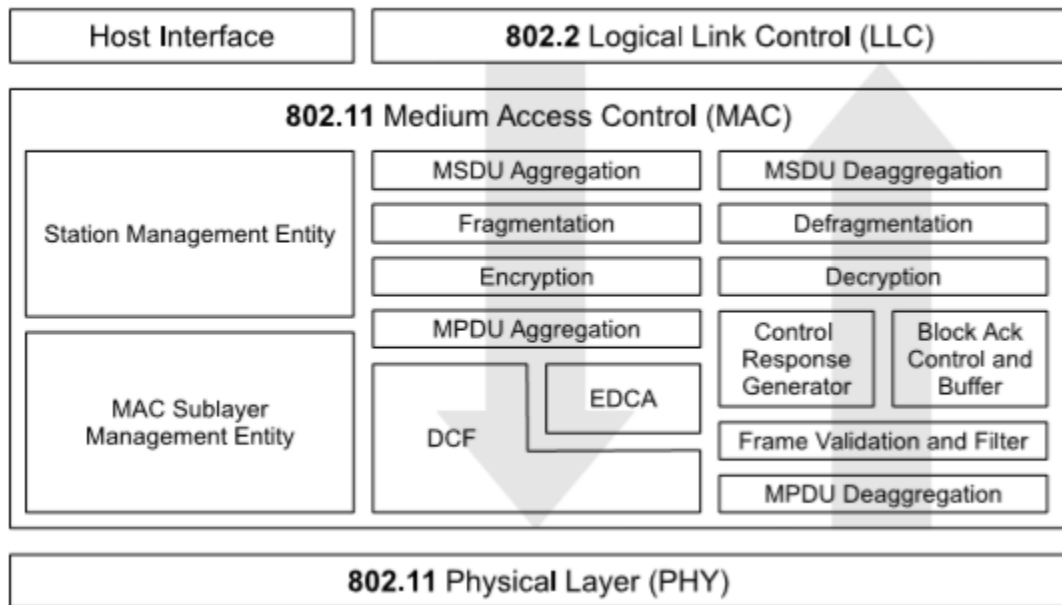 Host Interface
802.2 Logical Link Control (LLC)
802.11 Medium Access Control (MAC)
Station Management Entity
MAC Sublayer
Management Entity
MSDU Aggregation
Fragmentation
Encryption
MPDU Aggregation
EDCA
DCF
MSDU Deaggregation
Defragmentation
Decryption
Control
Response
Generator
Block Ack
Control and
Buffer
Frame Validation and Filter
MPDU Deaggregation
802.11 Physical Layer (PHY)